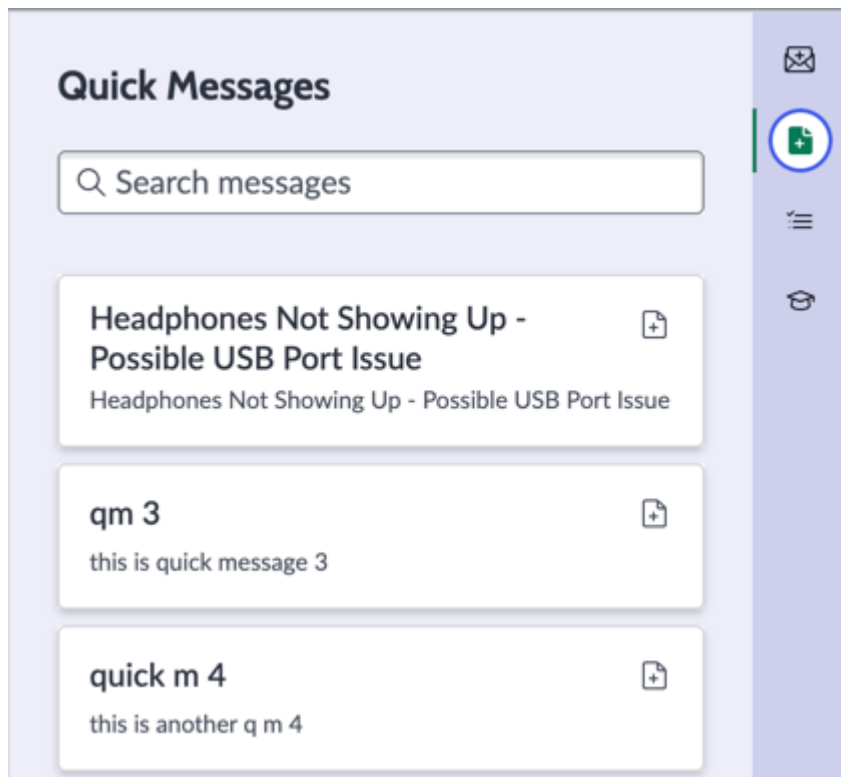 Quick Messages
Search messages
Headphones Not Showing Up -
Possible USB Port Issue
Headphones Not Showing Up - Possible USB Port Issue
qm 3
this is quick message 3
quick m 4
this is another q m 4